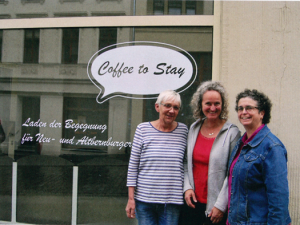 Coffee to Stay
Laden der Begegnung
für Neu- und Altbernburger